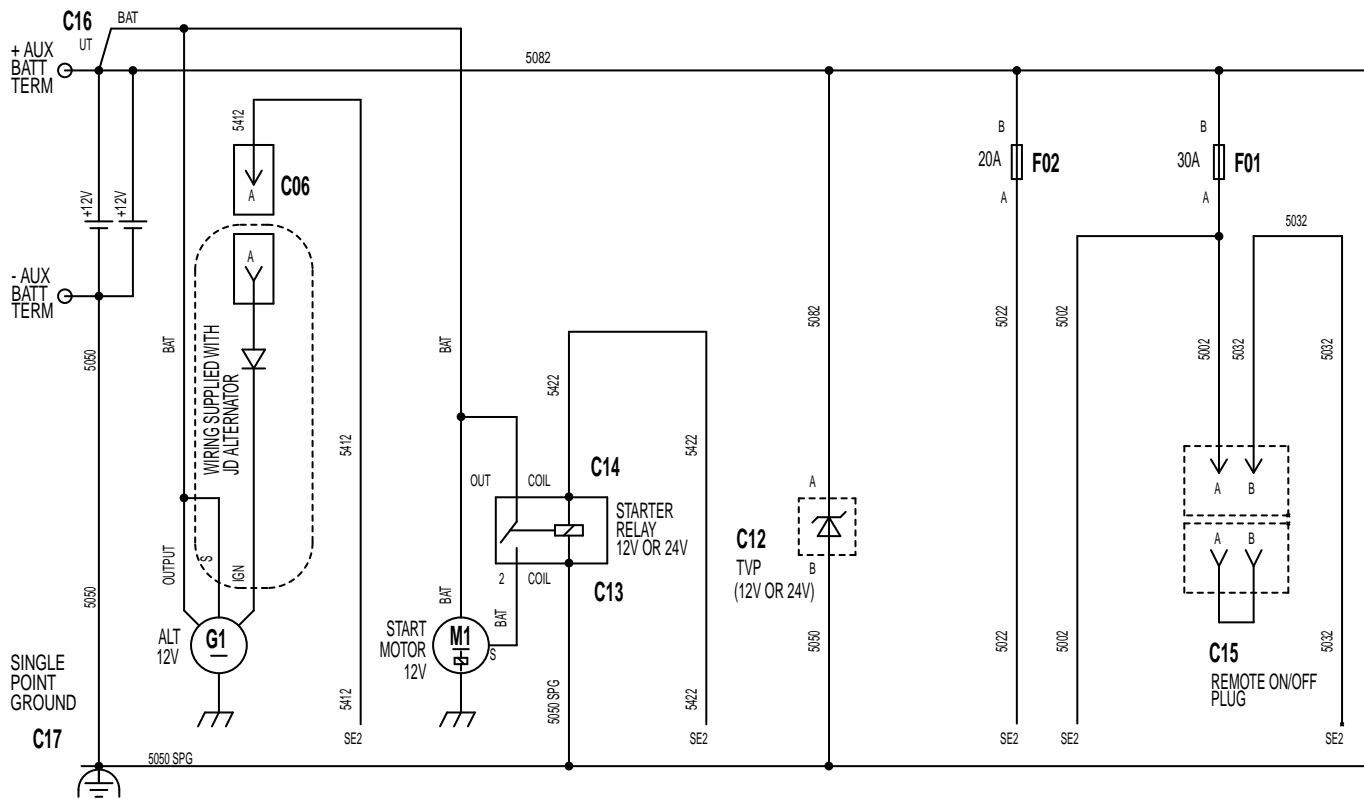 C16
BAT
UT
+ AUX
BATT
TERM
5082
5412
B
B
20A
F02
30A
F01
A
C06
A
A
+12V
+12V
5032
A
- AUX
BATT
TERM
WIRING SUPPLIED WITH
JD ALTERNATOR
5050
BAT
BAT
5082
5022
5002
5002
5032
5032
5422
5412
5422
OUT
COIL
C14
A
A
B
STARTER
RELAY
12V OR 24V
C12
TVP
(12V OR 24V)
B
A
B
2
COIL
C13
OUTPUT
S
IGN
5050
BAT
BAT
ALT
12V
G1
START
MOTOR
12V
M1
S
5050
5022
5002
5032
C15
REMOTE ON/OFF
PLUG
SINGLE
POINT
GROUND
C17
5412
5050 SPG
5422
SE2
SE2
SE2
SE2
SE2
5050 SPG